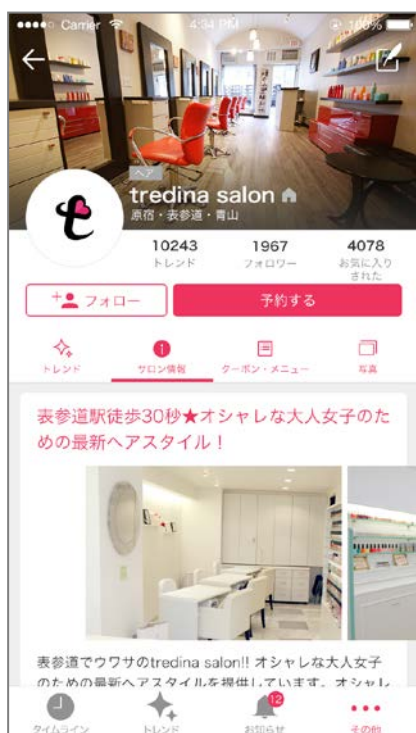 Carrier 4:34 PM 100%
ヘア
tredina salon
原宿・表参道・青山
10243 1967 4078
トレンド フォロワー お気に入り
された
フォロー 予約する
1
トレンド サロン情報 クーポン・メニュー 写真
表参道駅徒歩30秒★オシャレな大人女子のた
めの最新ヘアスタイル！
表参道でウワサのtredina salon!! オシャレな大人女子
のための最新ヘアスタイルを提供しています。オシャレ
12
タイムライン トレンド お知らせ その他